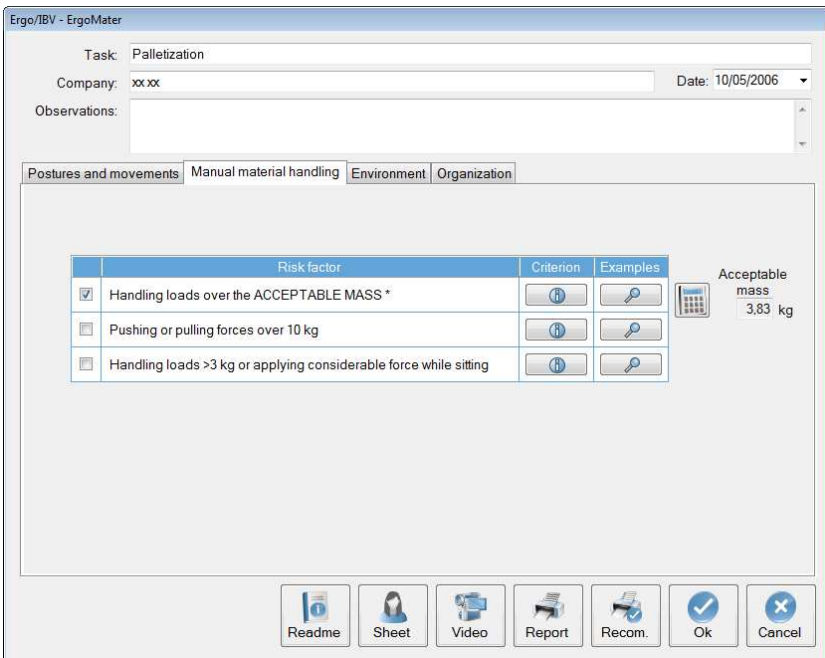 Ergo/IBV - ErgoMater
Task: Palletization
Company: xx xx Date: 10/05/2006
Observations:
Postures and movements Manual material handling Environment Organization
Risk factor Criterion Examples
Acceptable
mass
Handling loads over the ACCEPTABLE MASS *
3,83 kg
Pushing or pulling forces over 10 kg
Handling loads >3 kg or applying considerable force while sitting
Readme Sheet Video Report Recom. Ok Cancel